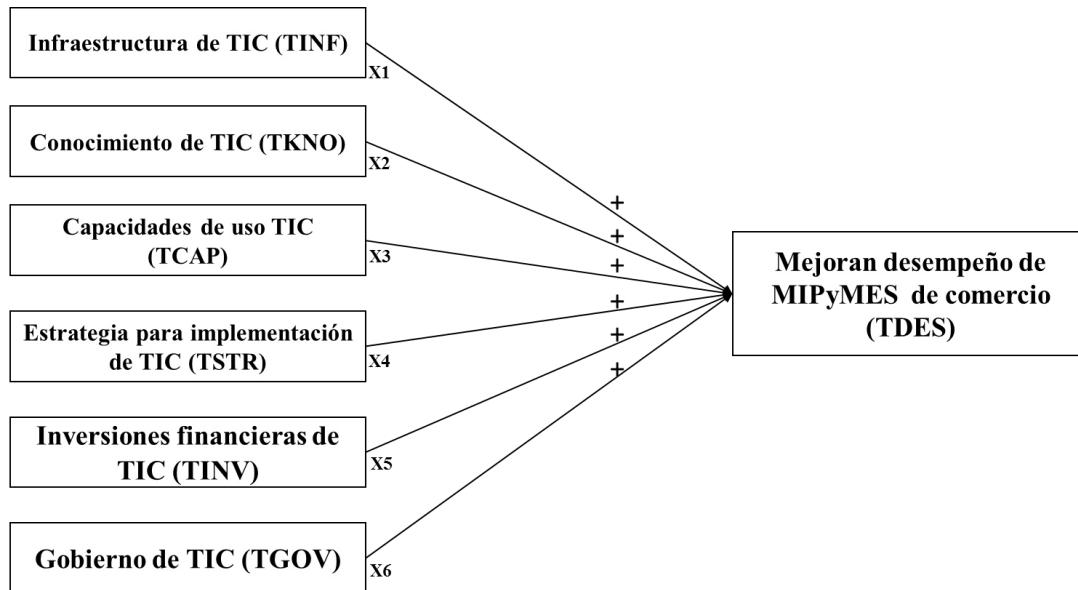 Infraestructura de TIC (TINF)
X1
Conocimiento de TIC (TKNO)
X2
Capacidades de uso TIC
(TCAP)
X3
Estrategia para implementación
de TIC (TSTR)
X4
Inversiones financieras de
TIC (TINV)
X5
Gobierno de TIC (TGOV)
X6
+
+
+
+
+
+
Mejoran desempeño de
MIPyMES de comercio
(TDES)